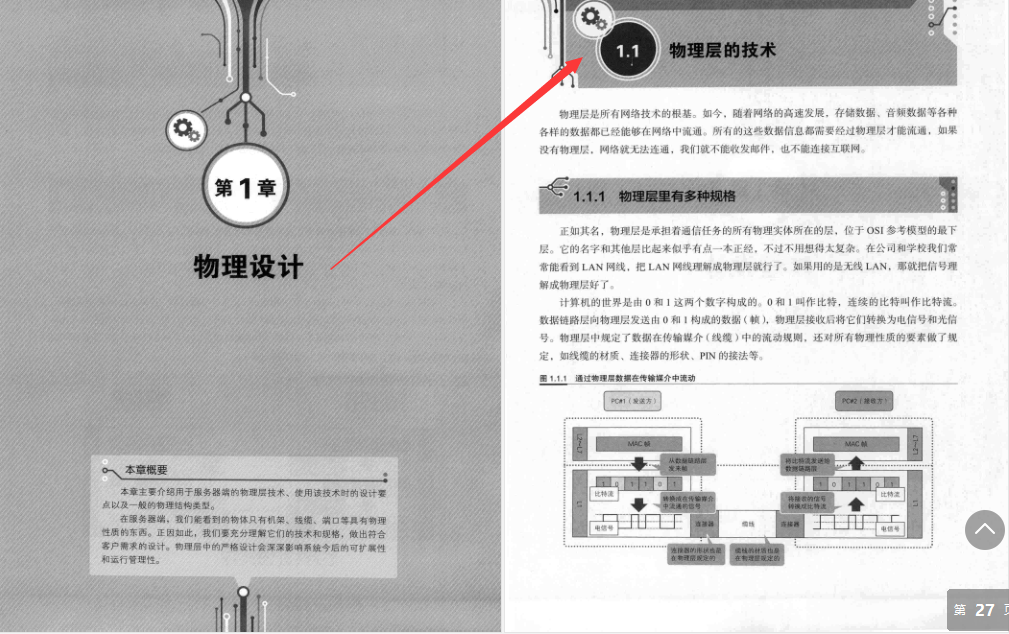 第1章
物理设计
本章概要
本章主要介绍用于服务器端的物理层技术、使用该技术时的设计要
点以及一般的物理结构类型。
在服务器端，我们能看到的物体只有机架、线缆、端口等具有物理
性质的东西。正因如此，我们要充分理解它们的技术和规格，做出符合
客户需求的设计。物理层中的严格设计会深深影响系统今后的可扩展性
和运行管理性。
1.1 物理层的技术
物理层是所有网络技术的根基。如今，随着网络的高速发展，存储数据、音频数据等各种
各样的数据都已经能够在网络中流通。所有的这些数据信息都需要经过物理层才能流通，如果
没有物理层，网络就无法连通，我们就不能收发邮件，也不能连接互联网。
1.1.1 物理层里有多种规格
正如其名，物理层是承担着通信任务的所有物理实体所在的层，位于 OSI 参考模型的最下
层。它的名字和其他层比起来似乎有点一本正经，不过不用想得太复杂。在公司和学校我们常
常能看到 LAN 网线，把 LAN 网线理解成物理层就行了。如果用的是无线 LAN，那就把信号理
解成物理层好了。
计算机的世界是由 0 和 1 这两个数字构成的。0 和 1 叫作比特，连续的比特叫作比特流。
数据链路层向物理层发送由 0 和 1 构成的数据（帧），物理层接收后将它们转换为电信号和光信
号。物理层中规定了数据在传输媒介（线缆）中的流动规则，还对所有物理性质的要素做了规
定，如线缆的材质、连接器的形状、PIN 的接法等。
图 1.1.1 通过物理层数据在传输媒介中流动
PC#1（发送方）
PC#2（接收方）
L2~L7
MAC 帧
MAC 帧
L2~L7
从数据链路层
发来帧
将比特流发送给
数据链路层
L1
1 0 1 1 0 1
1 0 1 1 0 1
L1
比特流
转换成在传输媒介
中流通的信号
将接收的信号
转换成比特流
比特流
电信号
连接器
缆线
连接器
电信号
连接器的形状也是
在物理层规定的
缆线的材质也是
在物理层规定的
第 27 页